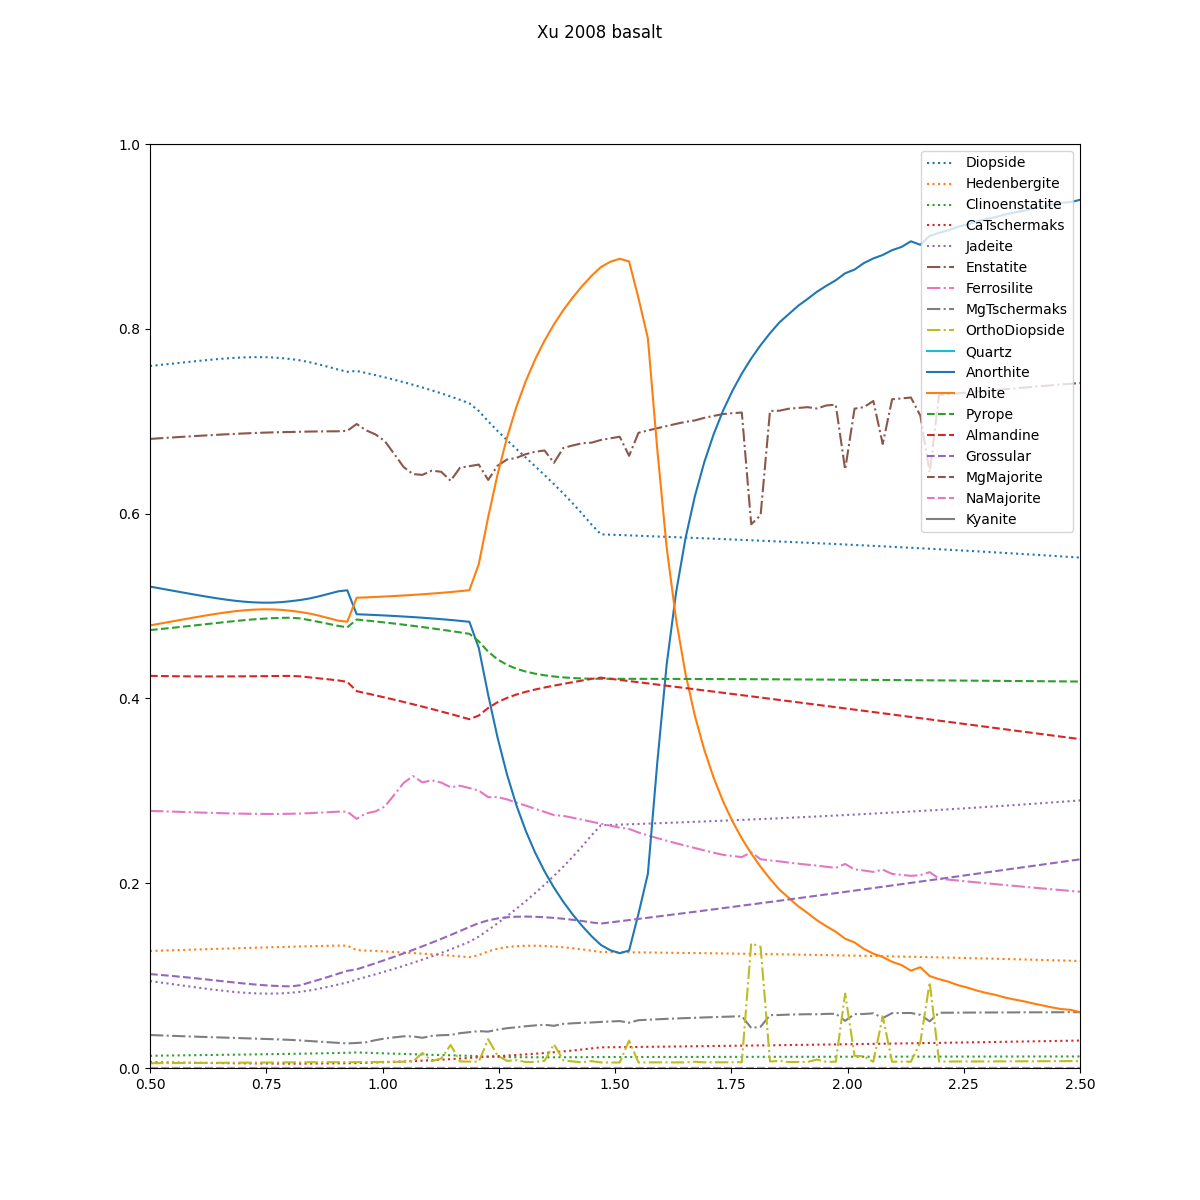 Xu 2008 basalt
1.0
0.8
0.6
0.4
0.2
0.0
0.50 0.75 1.00 1.25 1.50 1.75 2.00 2.25 2.50
Diopside
Hedenbergite
Clinoenstatite
CaTschermaks
Jadeite
Enstatite
Ferrosilite
MgTschermaks
OrthoDiopside
Quartz
Anorthite
Albite
Pyrope
Almandine
Grossular
MgMajorite
NaMajorite
Kyanite